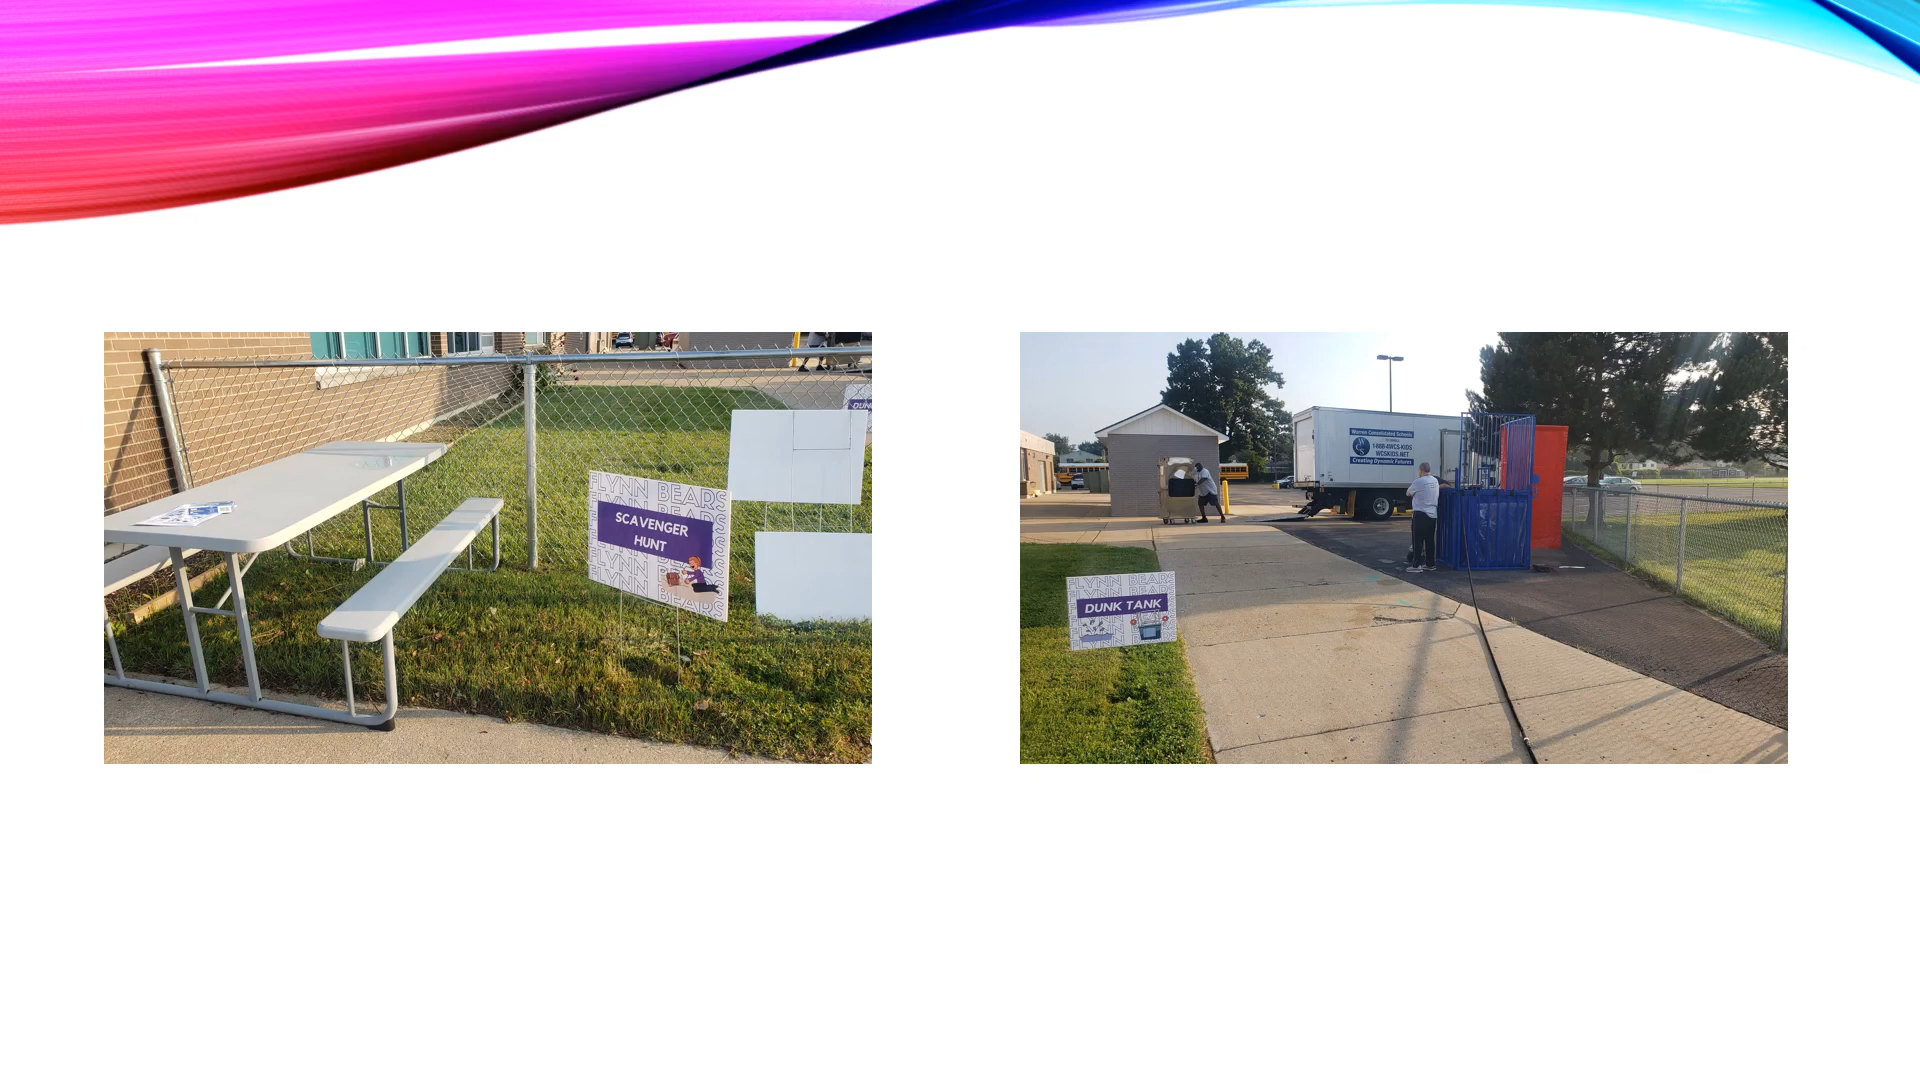 FLYNN BEARS
SCAVENGER
HUNT
FLYNN BEARS
DUNK TANK
Warren Consolidated Schools
1-888-4WCS-KIDS
WCSKIDS.NET
Creating Dynamic Futures